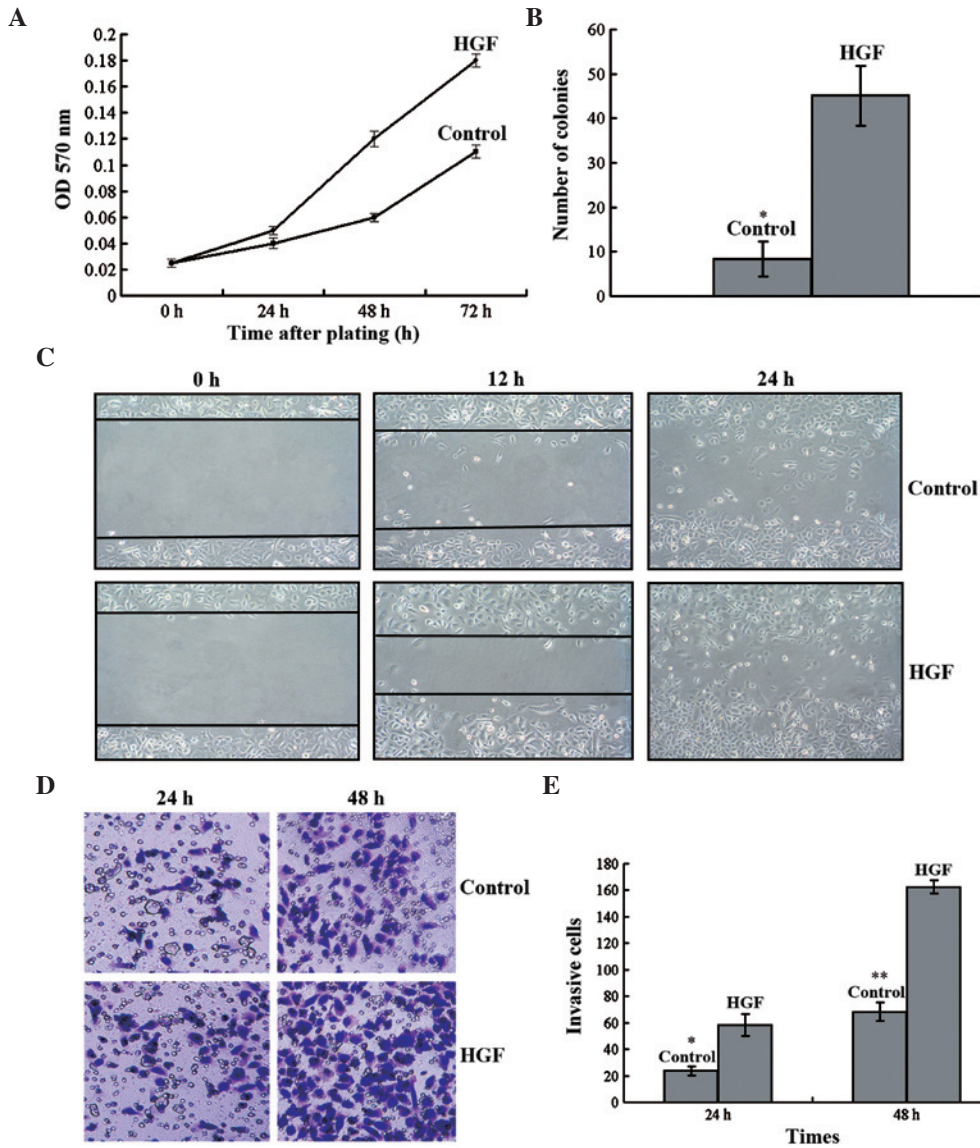 A
OD 570 nm
0.2
0.18
0.16
0.14
0.12
0.1
0.08
0.06
0.04
0.02
0
HGF
Control
0 h 24 h 48 h 72 h
Time after plating (h)
B
Number of colonies
60
50
40
30
20
10
0
HGF
*
Control
C
0 h 12 h 24 h
Control
HGF
D
24 h 48 h
Control
HGF
E
Invasive cells
180
160
140
120
100
80
60
40
20
0
HGF
**
Control
HGF
*
Control
24 h 48 h
Times